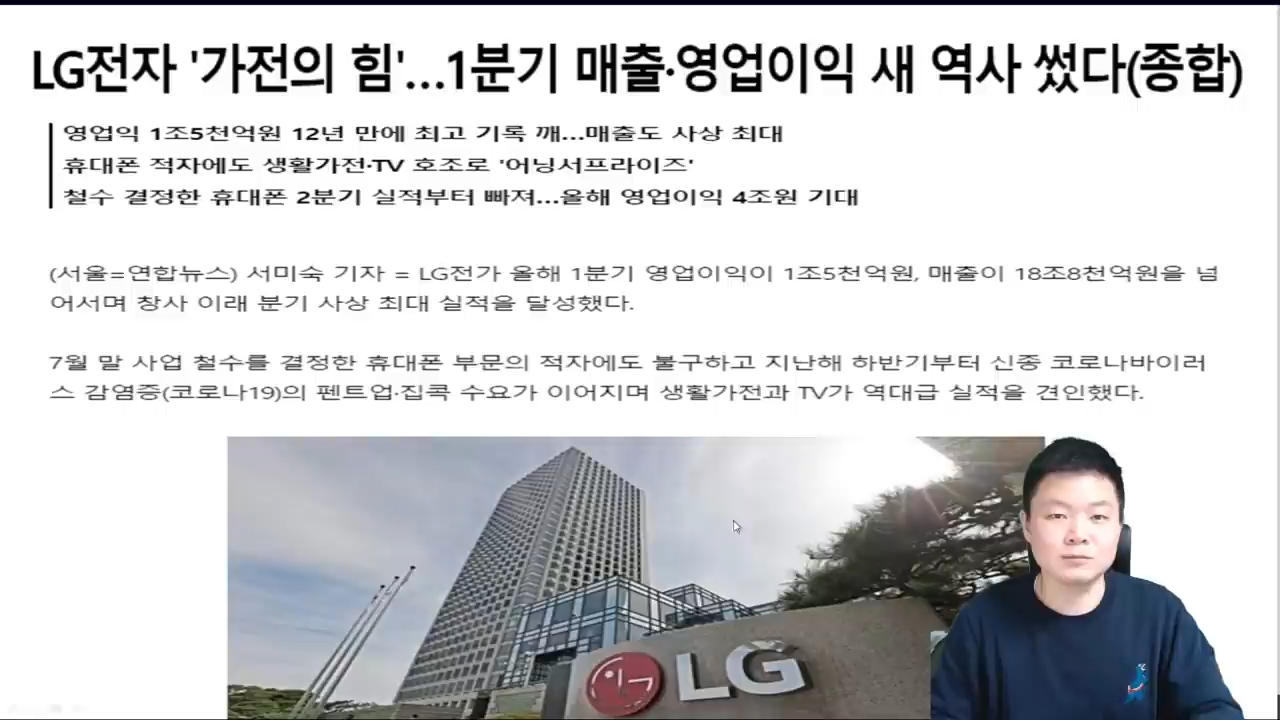 LG전자 '가전의 힘'…1분기 매출·영업이익 새 역사 썼다(종합)
영업익 1조5천억원 12년 만에 최고 기록 깨…매출도 사상 최대
휴대폰 적자에도 생활가전·TV 호조로 '어닝서프라이즈'
철수 결정한 휴대폰 2분기 실적부터 빠져…올해 영업이익 4조원 기대
(서울=연합뉴스) 서미숙 기자 = LG전가 올해 1분기 영업이익이 1조5천억원, 매출이 18조8천억원을 넘
어서며 창사 이래 분기 사상 최대 실적을 달성했다.
7월 말 사업 철수를 결정한 휴대폰 부문의 적자에도 불구하고 지난해 하반기부터 신종 코로나바이러
스 감염증(코로나19)의 펜트업·집콕 수요가 이어지며 생활가전과 TV가 역대급 실적을 견인했다.
LG